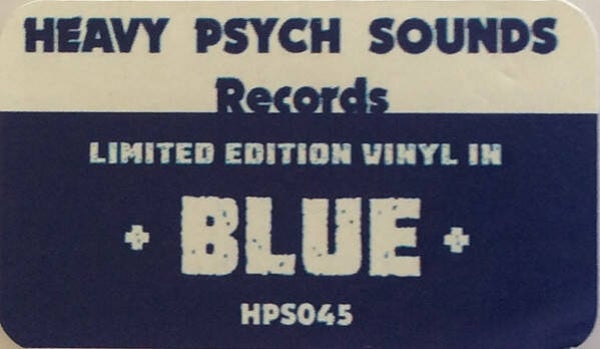 HEAVY PSYCH SOUNDS
Records
LIMITED EDITION VINYL IN
+ BLUE +
HPS045